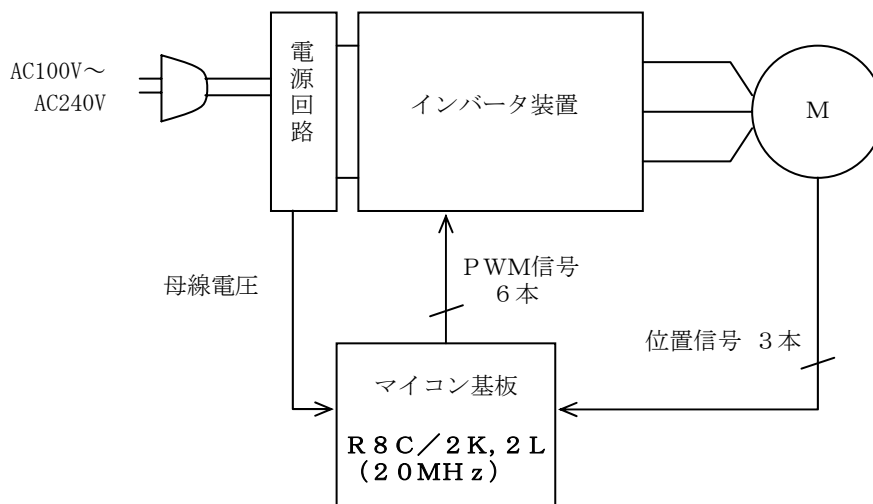 AC100V～
AC240V
電源回路
インバータ装置
M
母線電圧
ＰＷＭ信号
６本
位置信号 ３本
マイコン基板
Ｒ８Ｃ／２Ｋ，２Ｌ
（２０ＭＨｚ）